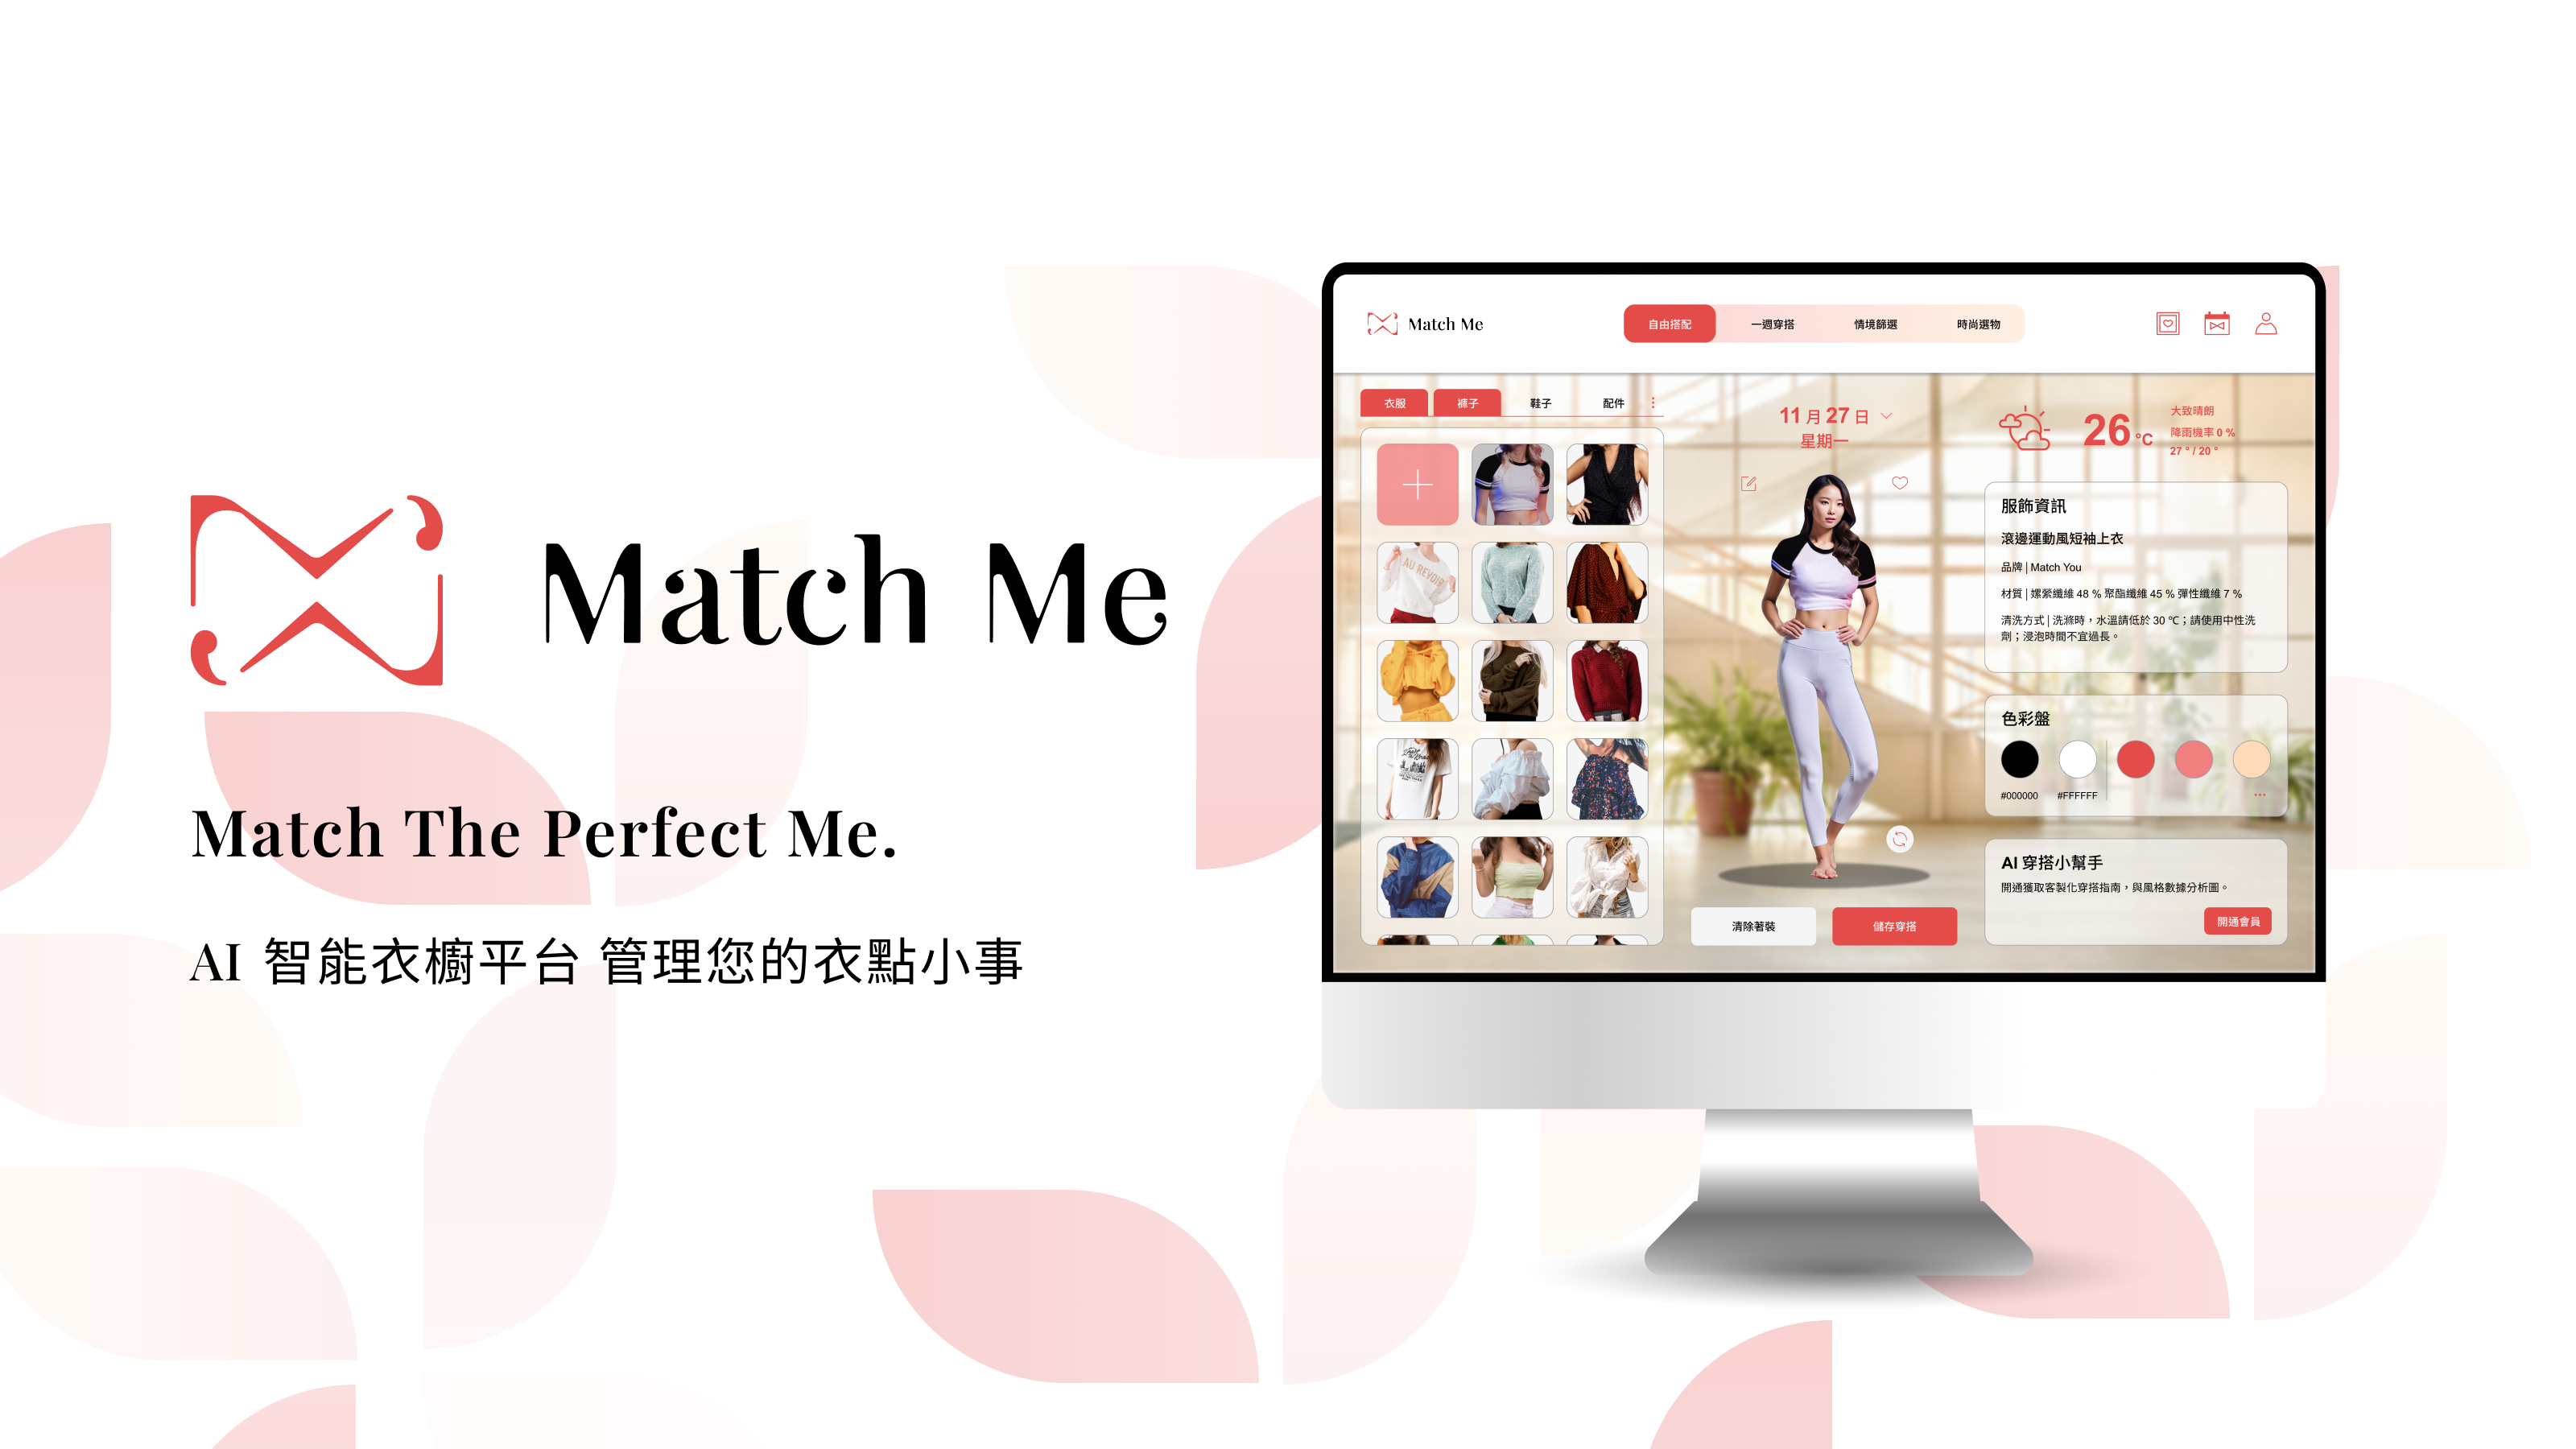 Match Me
Match The Perfect Me.
AI 智能衣櫥平台 管理您的衣點小事
Match Me
自由搭配
一週穿搭
情境篩選
時尚選物
衣服
褲子
鞋子
配件
AU REVOIR
11 月 27 日
星期一
26 °C
大致晴朗
降雨機率 0 %
27 ° / 20 °
服飾資訊
滾邊運動風短袖上衣
品牌 | Match You
材質 | 嫘縈纖維 48 % 聚酯纖維 45 % 彈性纖維 7 %
清洗方式 | 洗滌時，水溫請低於 30 ℃；請使用中性洗
劑；浸泡時間不宜過長。
色彩盤
#000000
#FFFFFF
AI 穿搭小幫手
開通獲取客製化穿搭指南，與風格數據分析圖。
開通會員
清除著裝
儲存穿搭